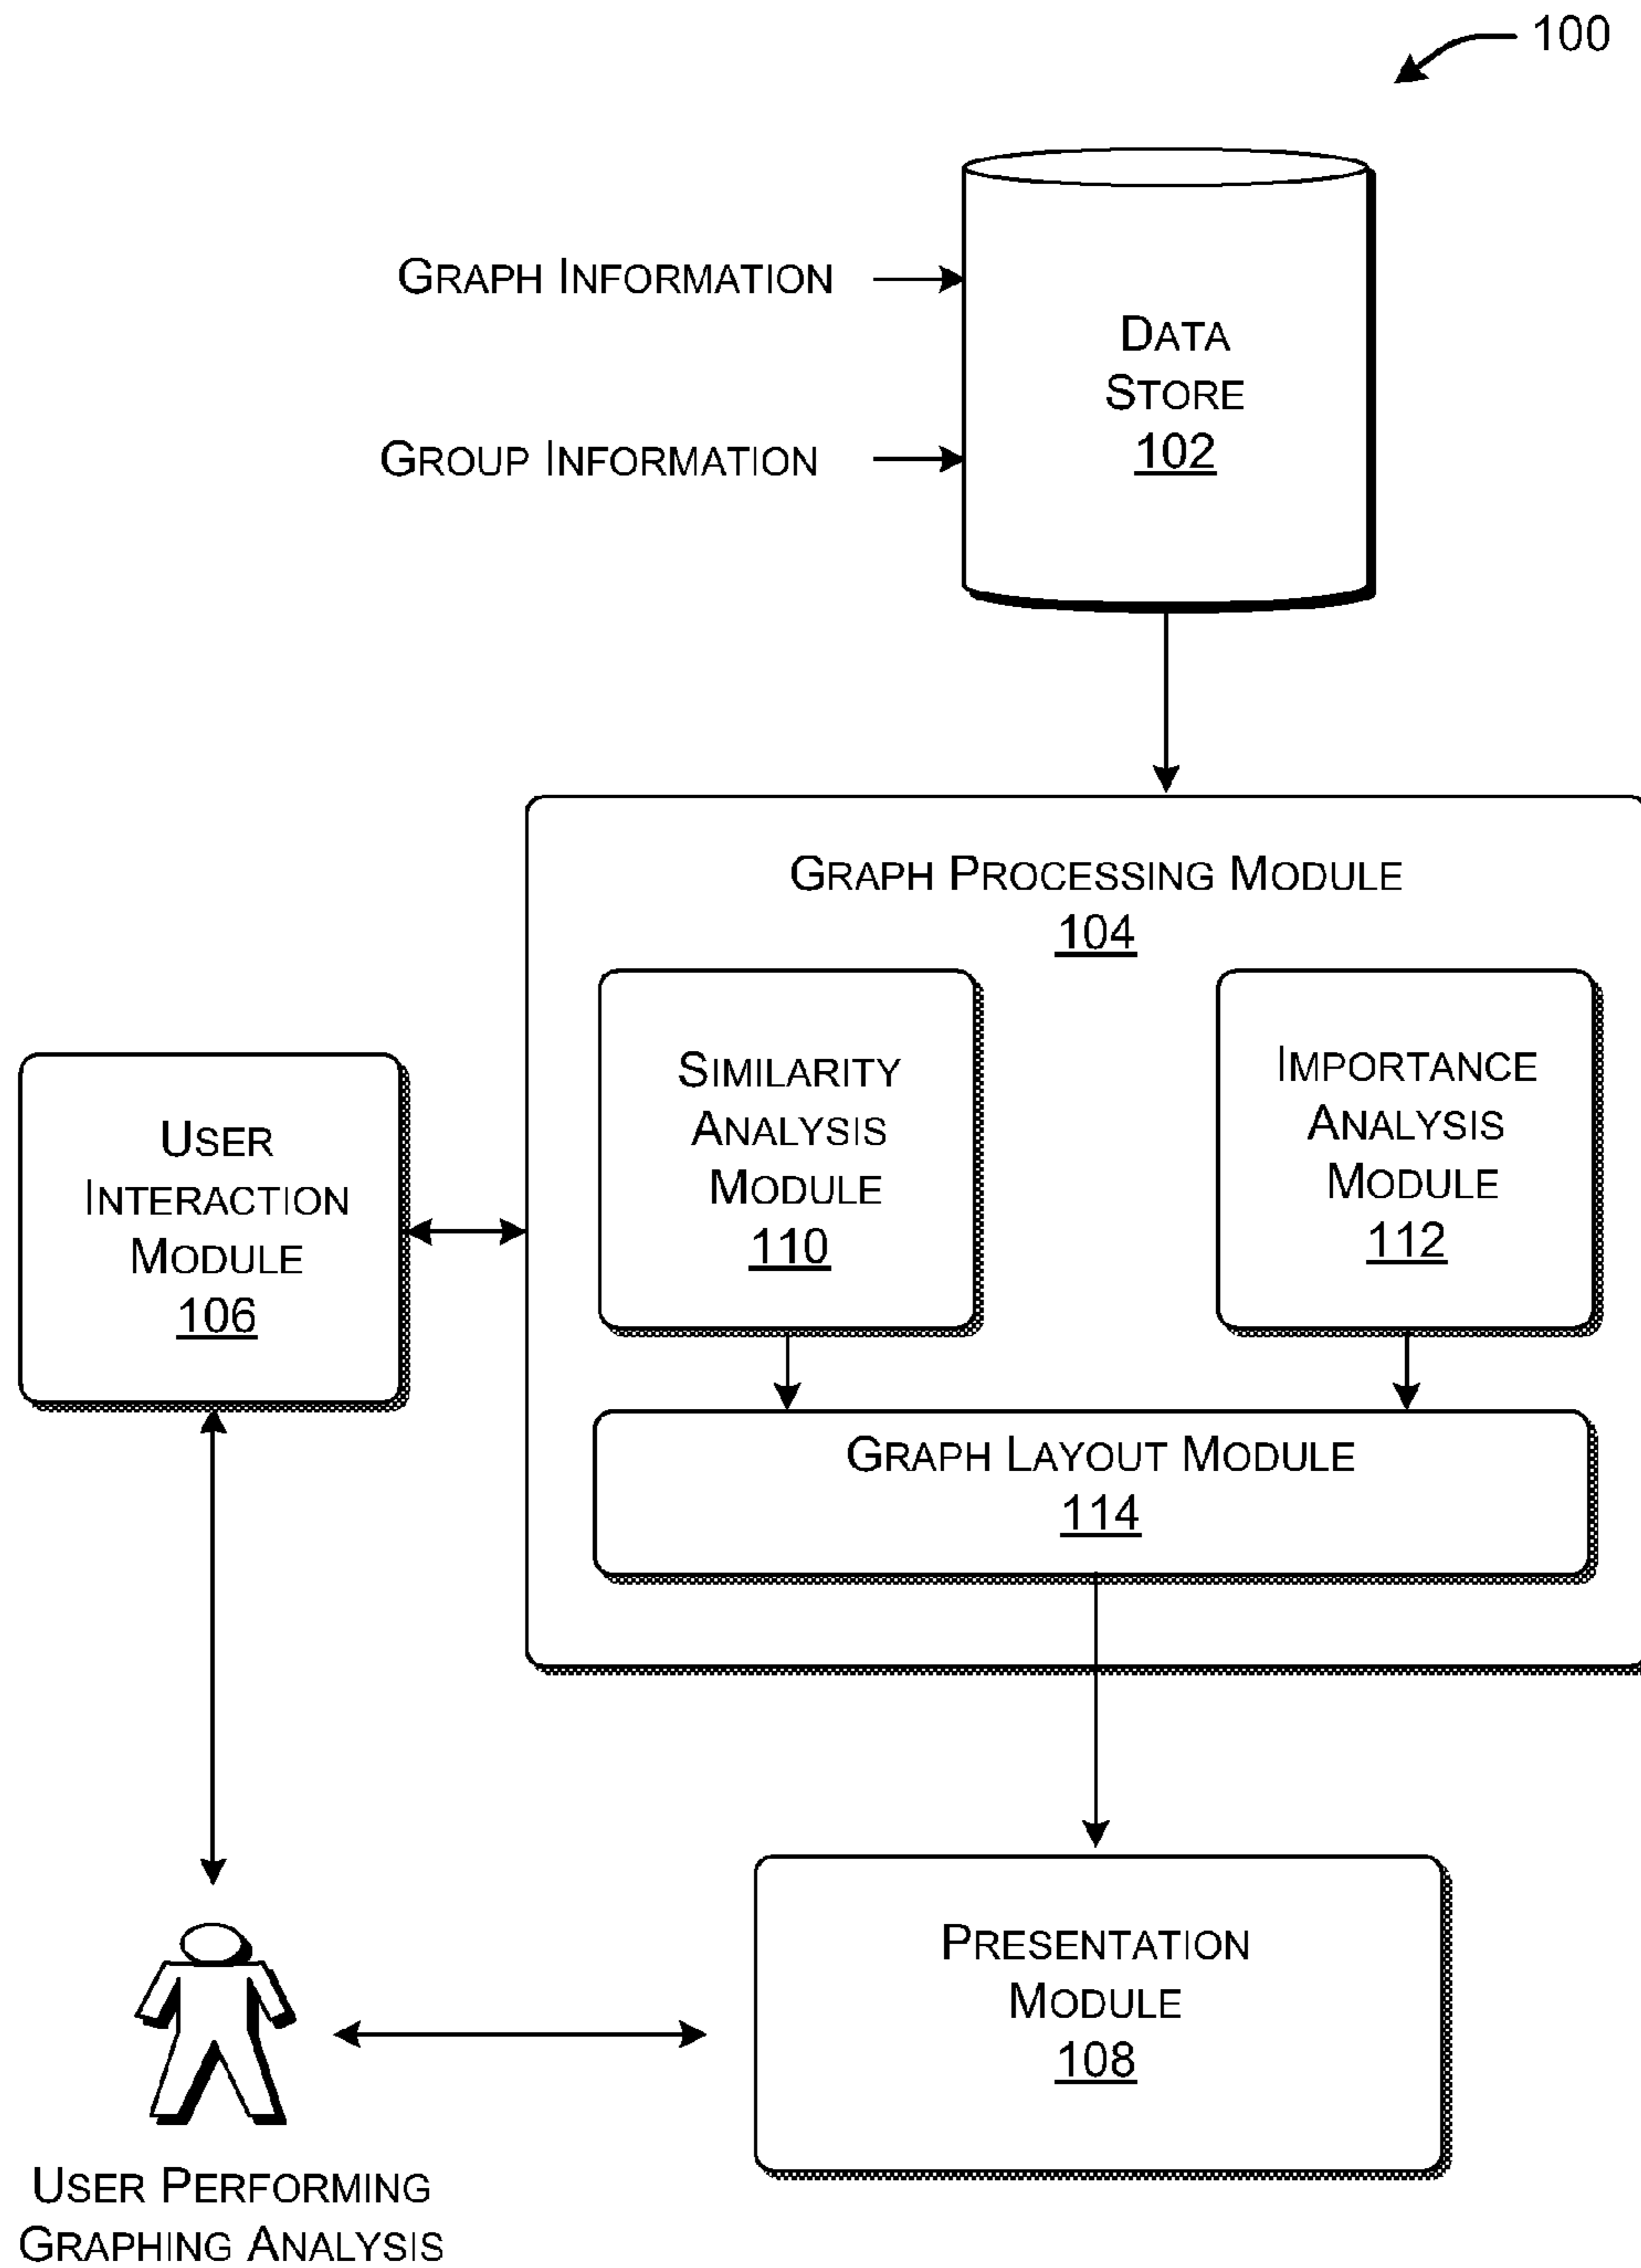 100
GRAPH INFORMATION
DATA
STORE
102
GROUP INFORMATION
GRAPH PROCESSING MODULE
104
SIMILARITY
ANALYSIS
MODULE
110
IMPORTANCE
ANALYSIS
MODULE
112
USER
INTERACTION
MODULE
106
GRAPH LAYOUT MODULE
114
PRESENTATION
MODULE
108
USER PERFORMING
GRAPHING ANALYSIS